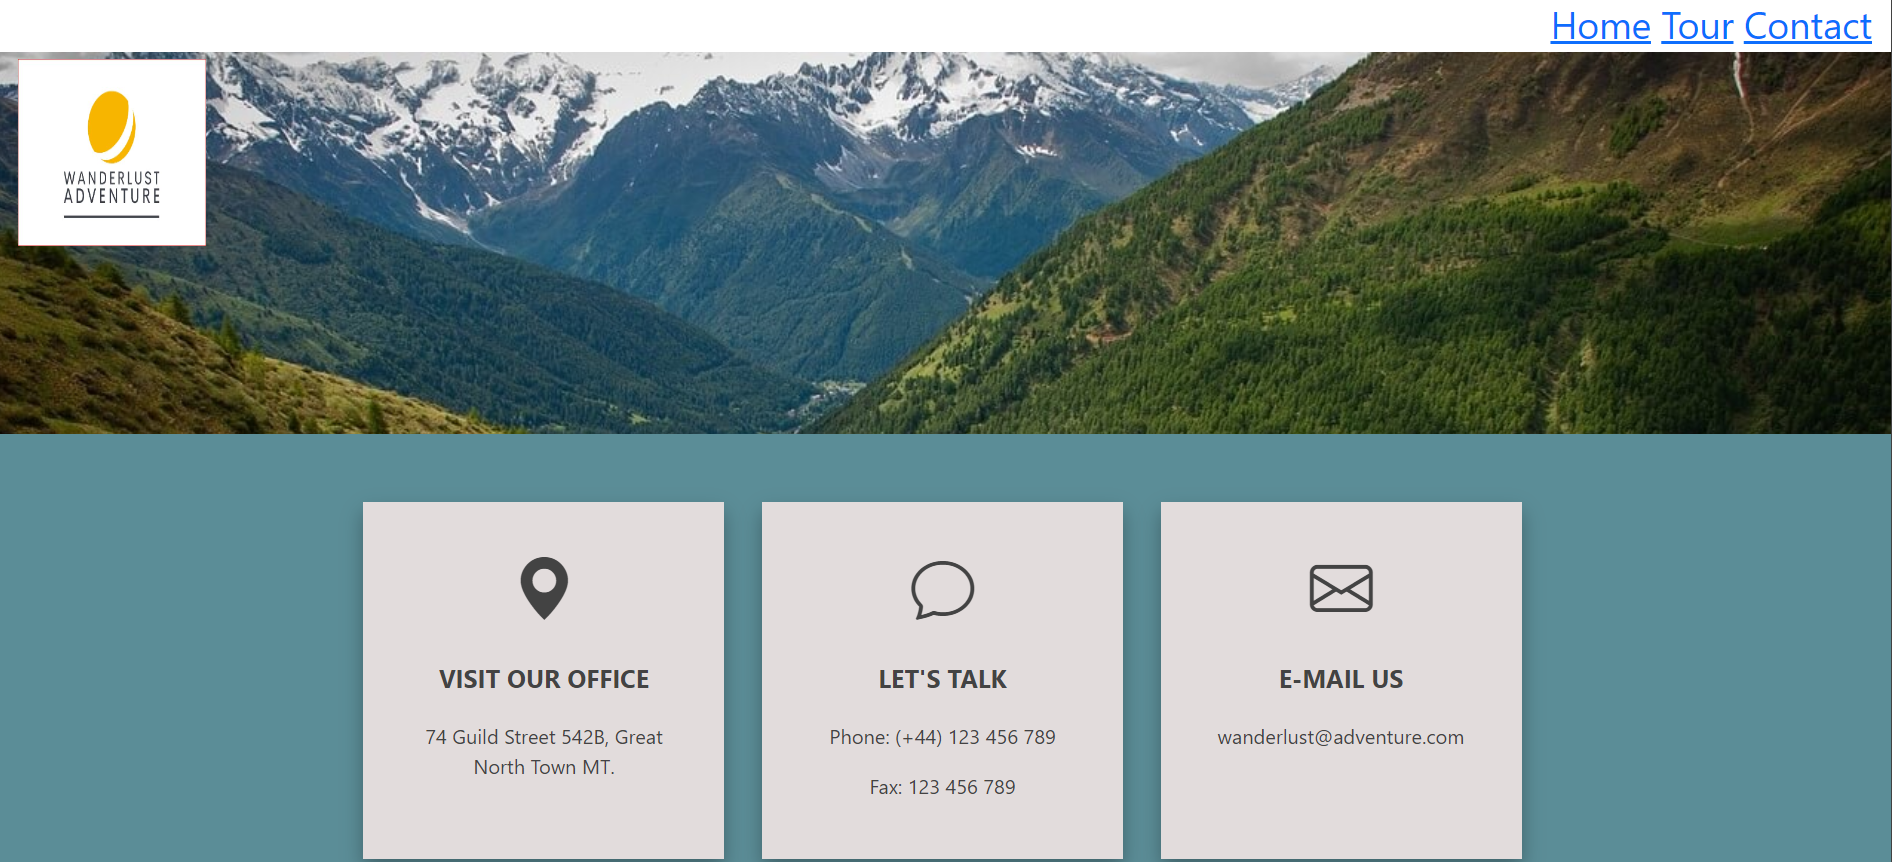 Home Tour Contact
WANDERLUST
ADVENTURE
VISIT OUR OFFICE
74 Guild Street 542B, Great
North Town MT.
LET'S TALK
Phone: (+44) 123 456 789
Fax: 123 456 789
E-MAIL US
wanderlust@adventure.com